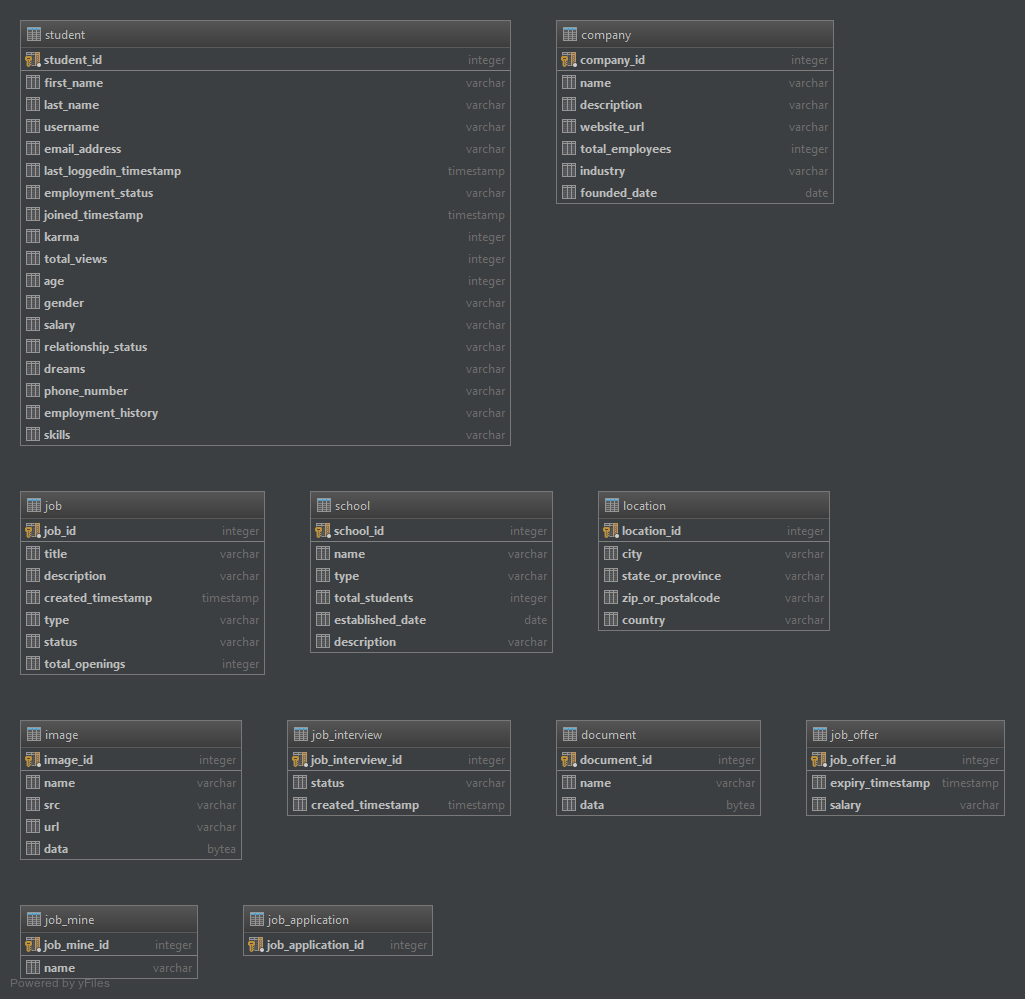 student
student_id integer
first_name varchar
last_name varchar
username varchar
email_address varchar
last_loggedin_timestamp timestamp
employment_status varchar
joined_timestamp timestamp
karma integer
total_views integer
age integer
gender varchar
salary varchar
relationship_status varchar
dreams varchar
phone_number varchar
employment_history varchar
skills varchar
company
company_id integer
name varchar
description varchar
website_url varchar
total_employees integer
industry varchar
founded_date date
job
job_id integer
title varchar
description varchar
created_timestamp timestamp
type varchar
status varchar
total_openings integer
school
school_id integer
name varchar
type varchar
total_students integer
established_date date
description varchar
location
location_id integer
city varchar
state_or_province varchar
zip_or_postalcode varchar
country varchar
image
image_id integer
name varchar
src varchar
url varchar
data bytea
job_interview
job_interview_id integer
status varchar
created_timestamp timestamp
document
document_id integer
name varchar
data bytea
job_offer
job_offer_id integer
expiry_timestamp timestamp
salary varchar
job_mine
job_mine_id integer
name varchar
job_application
job_application_id integer
Powered by yFiles